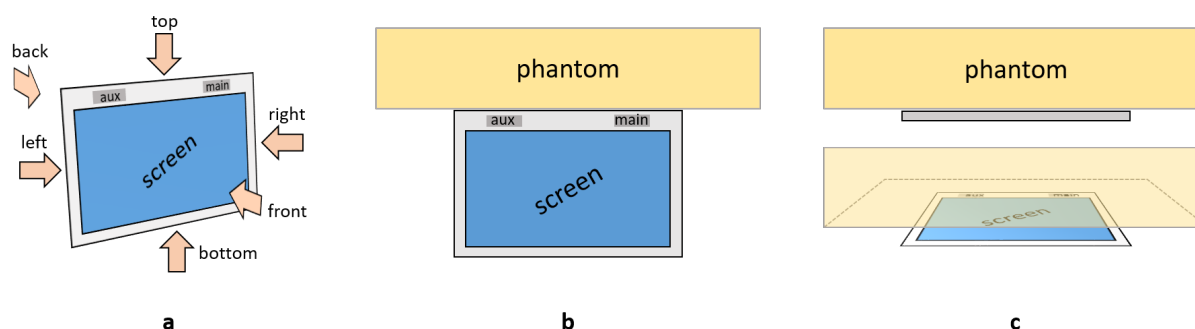 top
back
aux
main
right
left
screen
front
bottom
a
phantom
aux
main
screen
b
phantom
aux
main
screen
c